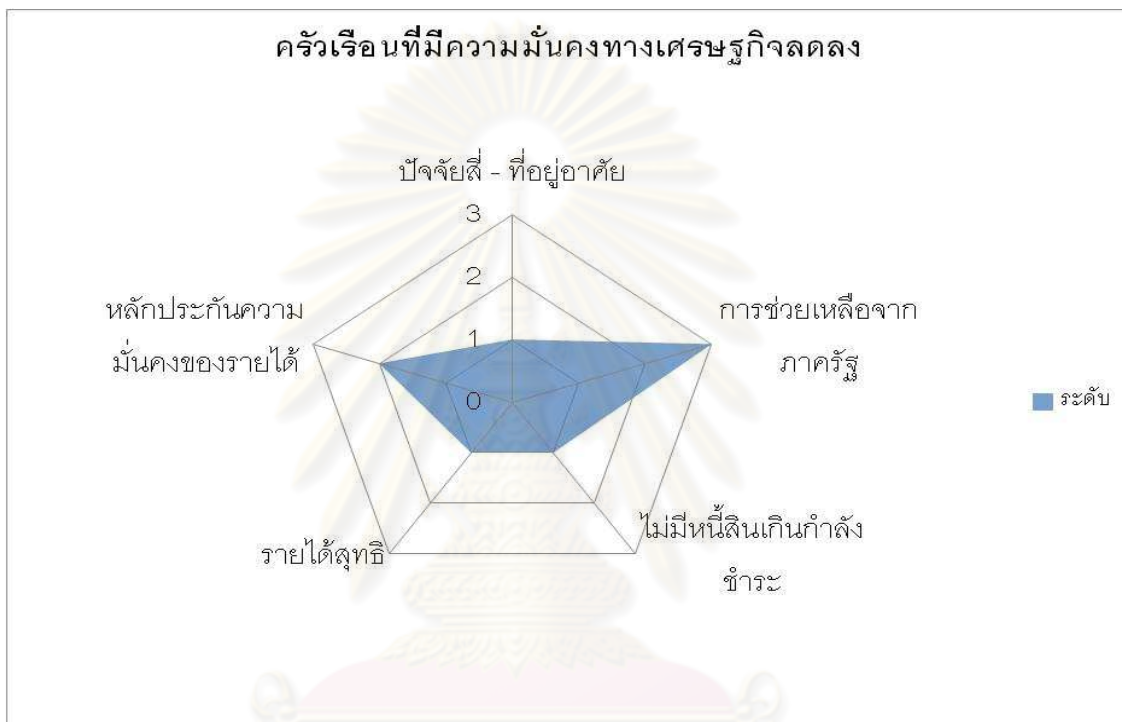 ครัวเรือนที่มีความมั่นคงทางเศรษฐกิจลดลง
ปัจจัยสี่ - ที่อยู่อาศัย
3
2
1
0
การช่วยเหลือจาก
ภาครัฐ
ไม่มีหนี้สินเกินกำลัง
ชำระ
รายได้สุทธิ
หลักประกันความ
มั่นคงของรายได้
ระดับ